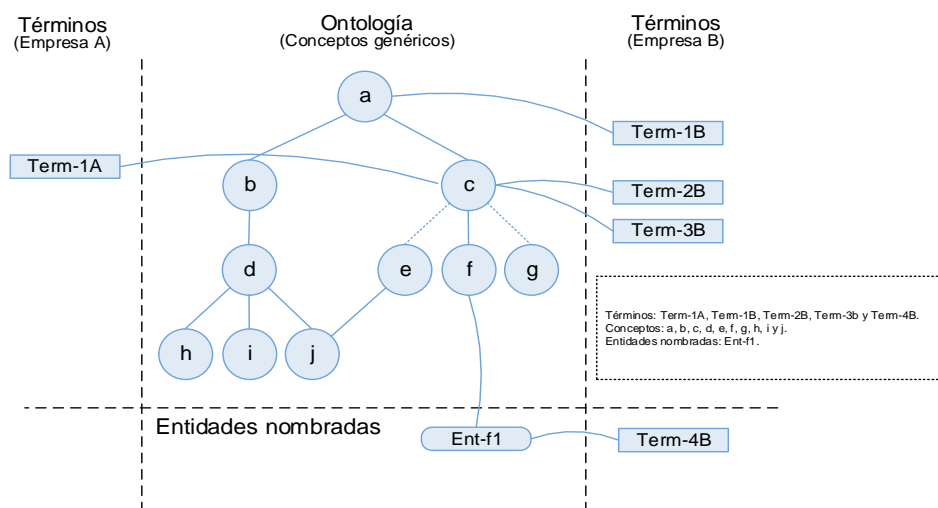 Términos
(Empresa A)
Ontología
(Conceptos genéricos)
Términos
(Empresa B)
a
Term-1B
Term-1A
b
c
Term-2B
Term-3B
d
e
f
g
Términos: Term-1A, Term-1B, Term-2B, Term-3b y Term-4B.
Conceptos: a, b, c, d, e, f, g, h, i y j.
Entidades nombradas: Ent-f1.
h
i
j
Entidades nombradas
Ent-f1
Term-4B